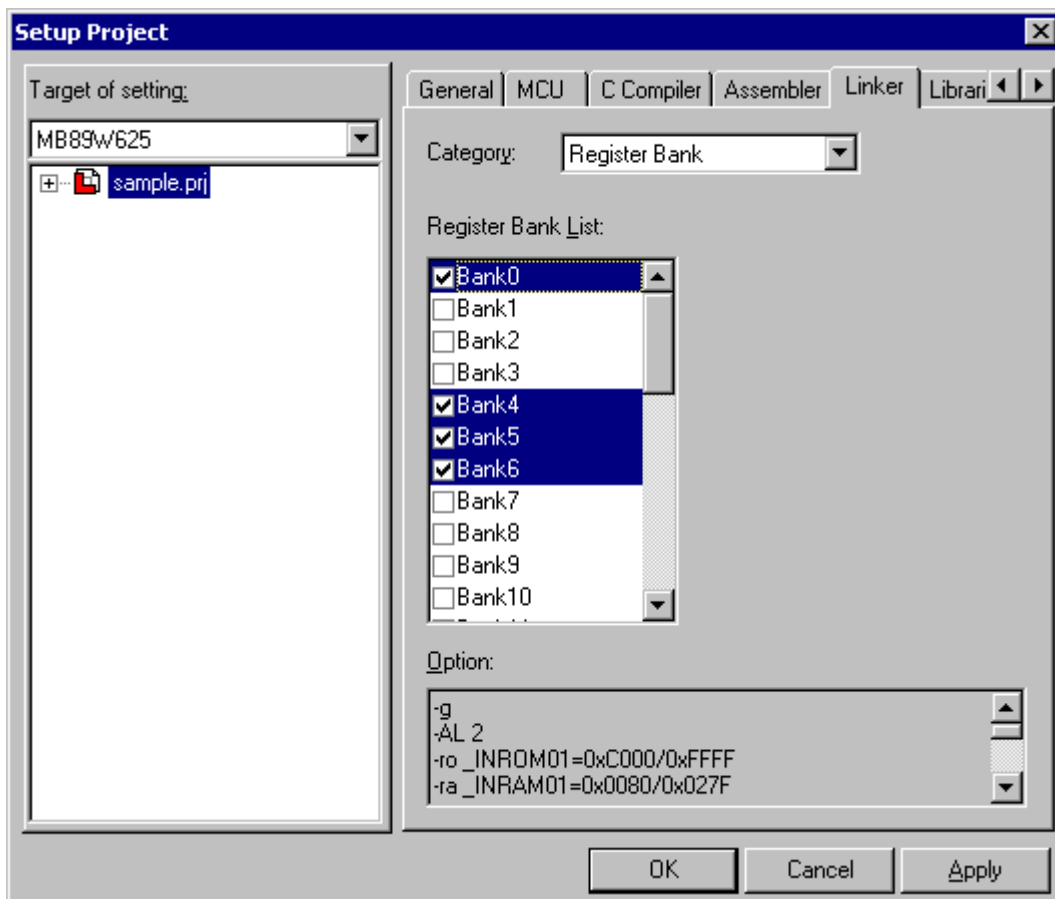 Setup Project
Target of setting:
MB89W625
sample.prj
General
MCU
C Compiler
Assembler
Linker
Librari
Category:
Register Bank
Register Bank List:
Bank0
Bank1
Bank2
Bank3
Bank4
Bank5
Bank6
Bank7
Bank8
Bank9
Bank10
Option:
-g
-AL 2
-ro _INROM01=0xC000/0xFFFF
-ra _INRAM01=0x0080/0x027F
OK
Cancel
Apply